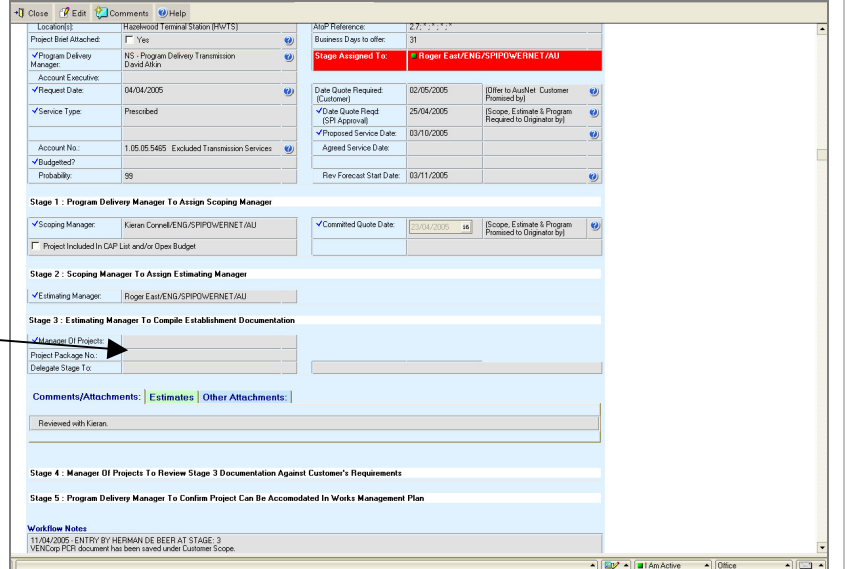 Close Edit Comments Help
Location(s): Hazelwood Terminal Station (HWTS) AtoP Reference: 2.7.*.*.*.*
Project Brief Attached: Yes Business Days to offer: 31
Program Delivery Manager: NS - Program Delivery Transmission David Atkin Stage Assigned To: Roger East/ENG/SPIPOWERNET/AU
Account Executive:
Request Date: 04/04/2005 Date Quote Required: (Customer) 02/05/2005 (Offer to AusNet Customer Promised by)
Service Type: Prescribed Date Quote Reqd: (SPI Approval) 25/04/2005 (Scope, Estimate & Program Required to Originator by)
Proposed Service Date: 03/10/2005
Account No.: 1.05.05.5465 Excluded Transmission Services Agreed Service Date:
Budgetted?
Probability: 99 Rev Forecast Start Date: 03/11/2005
Stage 1 : Program Delivery Manager To Assign Scoping Manager
Scoping Manager: Kieran Connell/ENG/SPIPOWERNET/AU Committed Quote Date: 23/04/2005 16 (Scope, Estimate & Program Promised to Originator by)
Project Included In CAP List and/or Opex Budget
Stage 2 : Scoping Manager To Assign Estimating Manager
Estimating Manager: Roger East/ENG/SPIPOWERNET/AU
Stage 3 : Estimating Manager To Compile Establishment Documentation
Manager Of Projects:
Project Package No.:
Delegate Stage To:
Comments/Attachments: Estimates Other Attachments:
Reviewed with Kieran.
Stage 4 : Manager Of Projects To Review Stage 3 Documentation Against Customer's Requirements
Stage 5 : Program Delivery Manager To Confirm Project Can Be Accomodated In Works Management Plan
Workflow Notes
11/04/2005 - ENTRY BY HERMAN DE BEER AT STAGE: 3
VENCorp PCR document has been saved under Customer Scope.
I Am Active Office